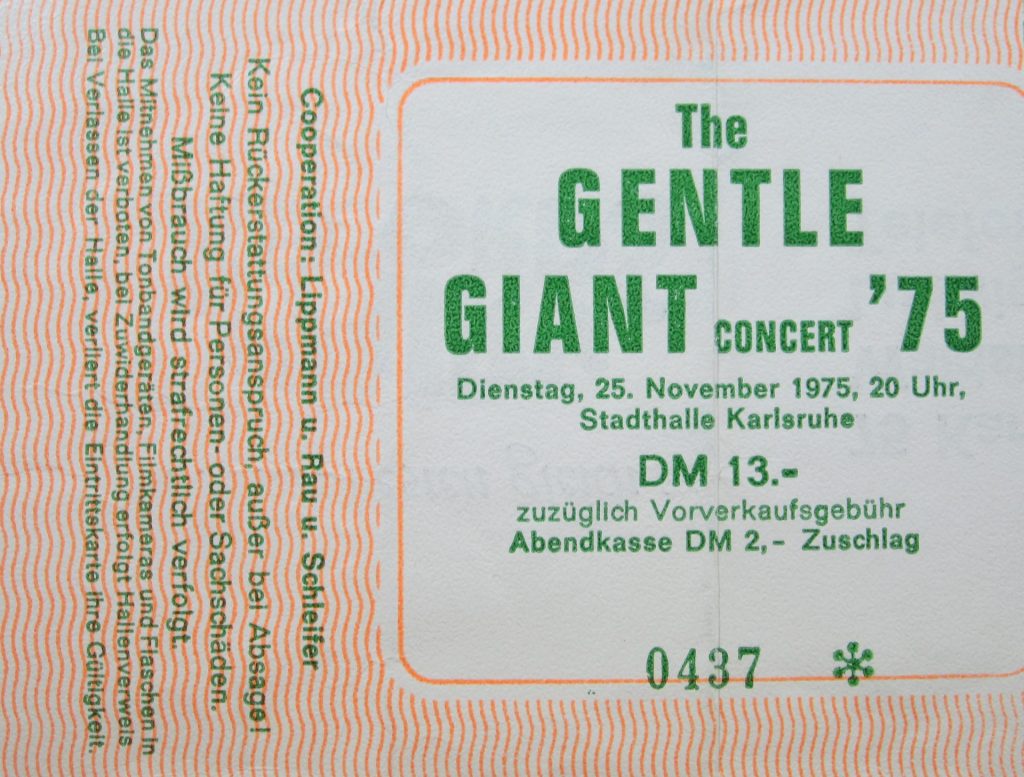 The
GENTLE
GIANT CONCERT '75
Dienstag, 25. November 1975, 20 Uhr,
Stadthalle Karlsruhe
DM 13.-
zuzüglich Vorverkaufsgebühr
Abendkasse DM 2,- Zuschlag
0437 *
Cooperation: Lippmann u. Rau u. Schleifer
Kein Rückerstattungsanspruch, außer bei Absage!
Keine Haftung für Personen- oder Sachschäden.
Mißbrauch wird strafrechtlich verfolgt.
Das Mitnehmen von Tonbandgeräten, Filmkameras und Flaschen in
die Halle ist verboten, bei Zuwiderhandlung erfolgt Hallenverweis
Bei Verlassen der Halle, verliert die Eintrittskarte ihre Gültigkeit.